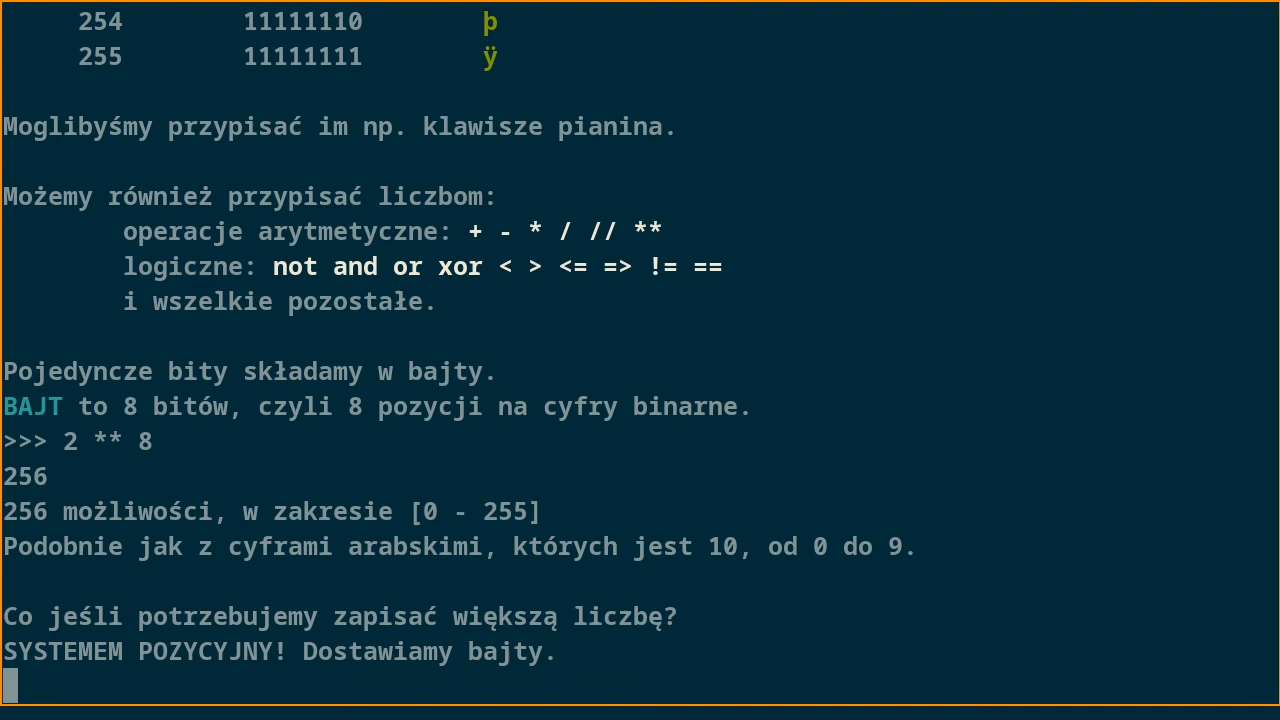 254 11111110 þ
255 11111111 ÿ
Moglibyśmy przypisać im np. klawisze pianina.
Możemy również przypisać liczbom:
operacje arytmetyczne: + - * / // **
logiczne: not and or xor < > <= => != ==
i wszelkie pozostałe.
Pojedyncze bity składamy w bajty.
BAJT to 8 bitów, czyli 8 pozycji na cyfry binarne.
>>> 2 ** 8
256
256 możliwości, w zakresie [0 - 255]
Podobnie jak z cyframi arabskimi, których jest 10, od 0 do 9.
Co jeśli potrzebujemy zapisać większą liczbę?
SYSTEMEM POZYCYJNY! Dostawiamy bajty.